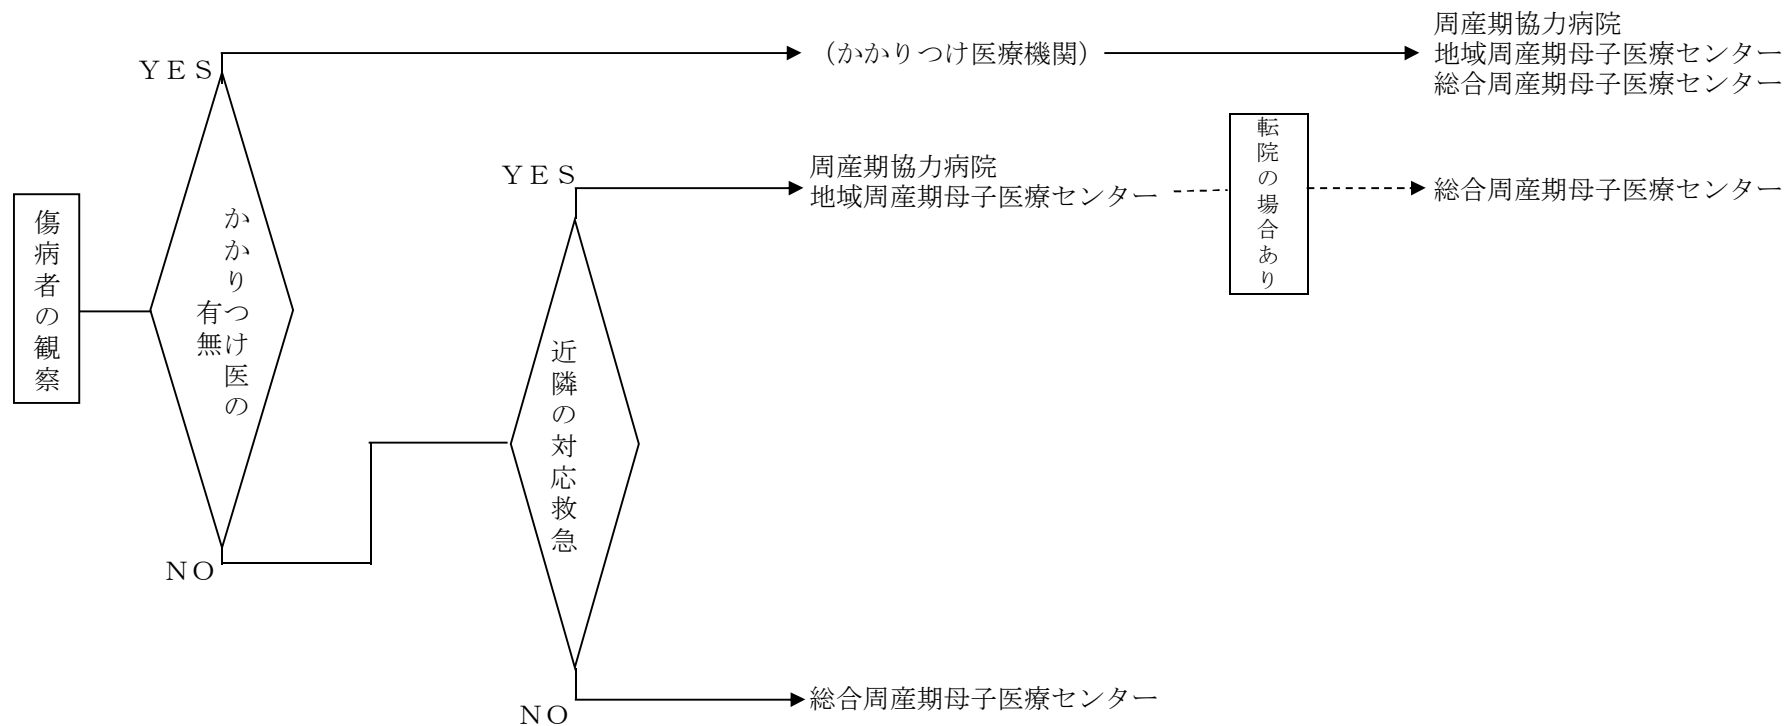 傷病者の観察
かかりつけ医の
有無
ＹＥＳ
（かかりつけ医療機関）
周産期協力病院
地域周産期母子医療センター
総合周産期母子医療センター
ＮＯ
近隣の対応救急
ＹＥＳ
周産期協力病院
地域周産期母子医療センター
転院の場合あり
総合周産期母子医療センター
ＮＯ
総合周産期母子医療センター